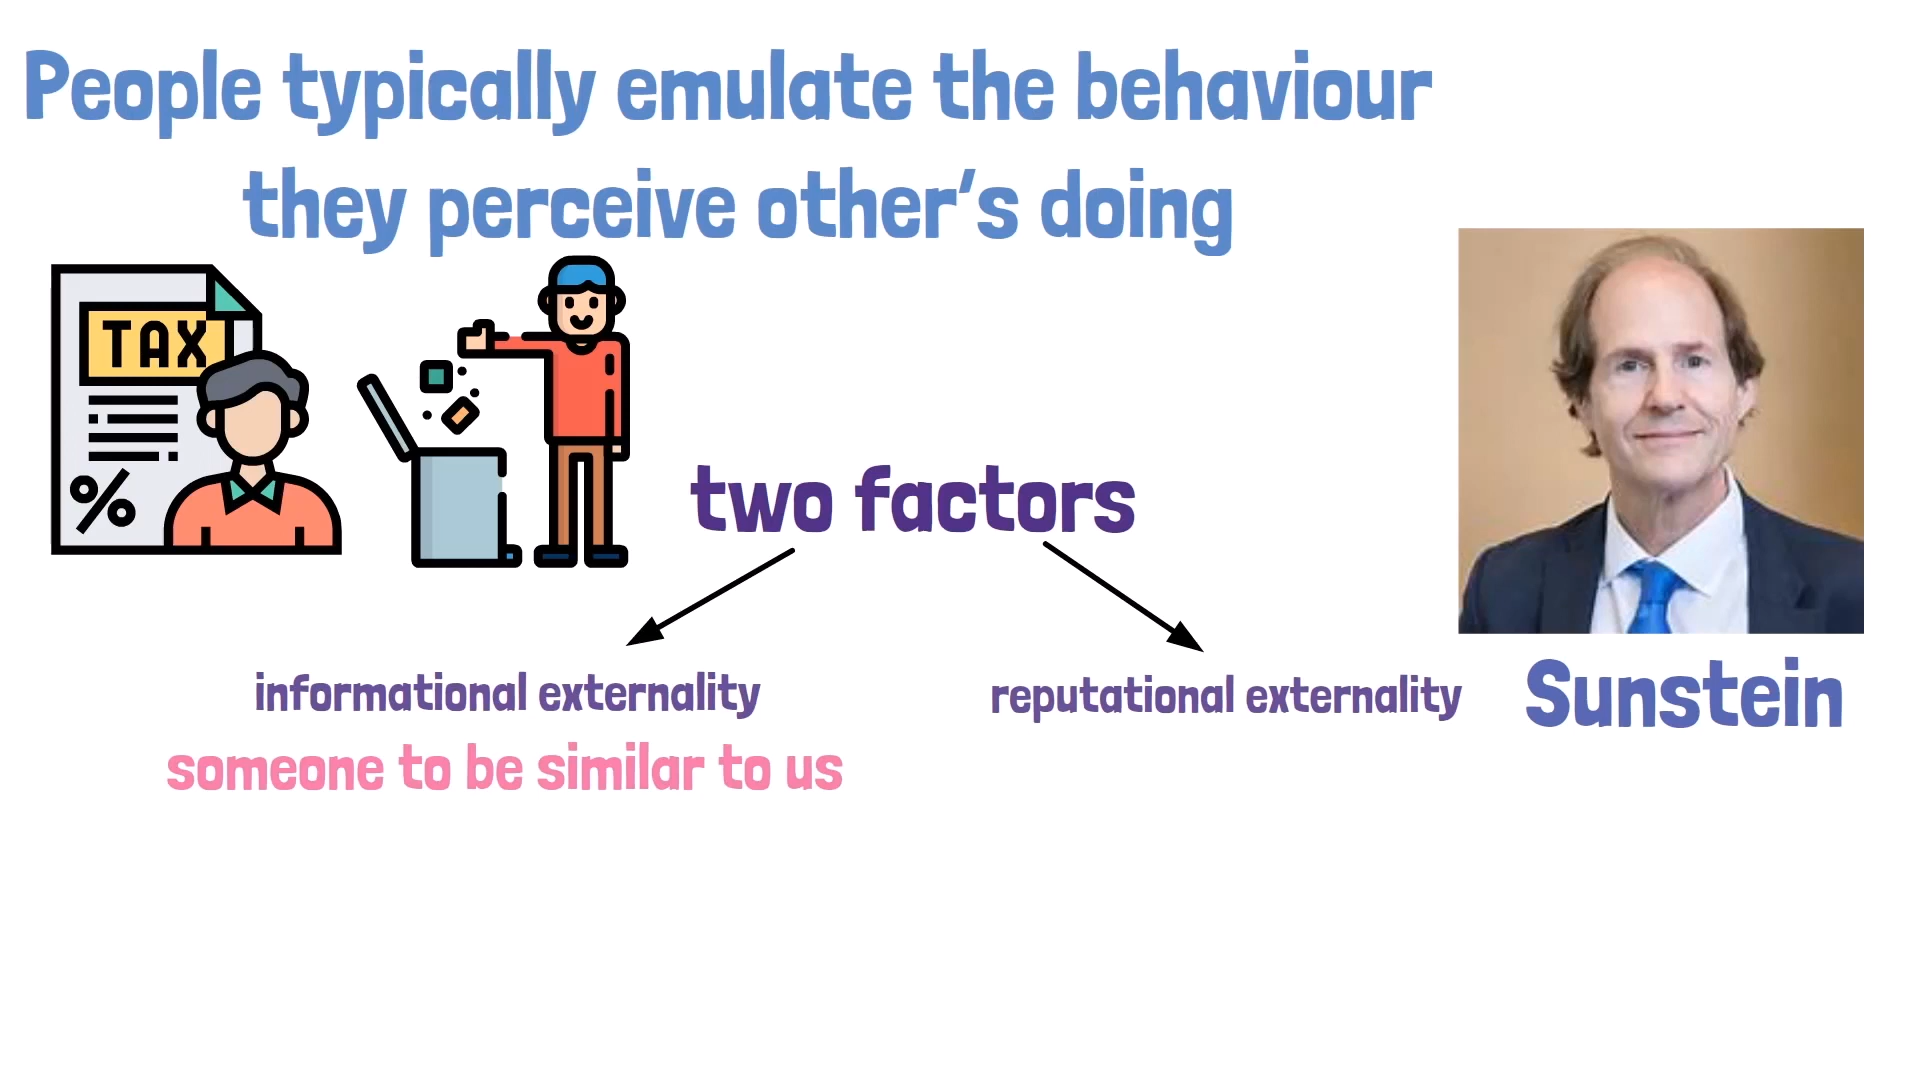 People typically emulate the behaviour
they perceive other's doing
TAX
%
two factors
informational externality
reputational externality
someone to be similar to us
Sunstein